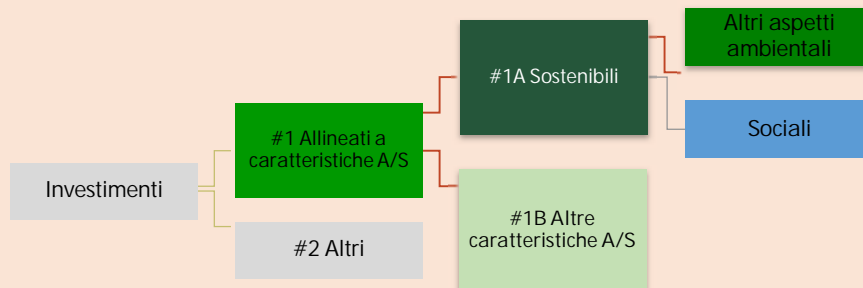 Altri aspetti
ambientali
#1A Sostenibili
Sociali
#1 Allineati a
caratteristiche A/S
Investimenti
#1B Altre
caratteristiche A/S
#2 Altri